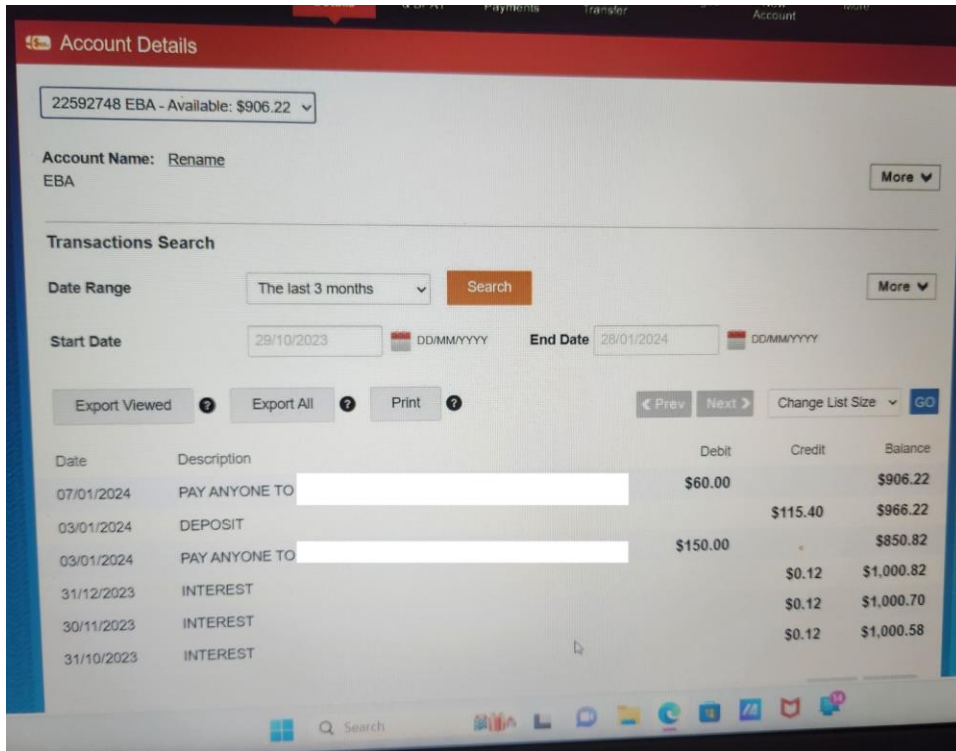 Payments
Transfer
Account
Account Details
22592748 EBA - Available: $906.22
Account Name: Rename
EBA
More
Transactions Search
Date Range The last 3 months Search More
Start Date 29/10/2023 DD/MM/YYYY End Date 28/01/2024 DD/MM/YYYY
Export Viewed ? Export All ? Print ? Prev Next Change List Size GO
Date Description Debit Credit Balance
07/01/2024 PAY ANYONE TO $60.00 $906.22
03/01/2024 DEPOSIT $115.40 $966.22
03/01/2024 PAY ANYONE TO $150.00 $850.82
31/12/2023 INTEREST $0.12 $1,000.82
30/11/2023 INTEREST $0.12 $1,000.70
31/10/2023 INTEREST $0.12 $1,000.58
Search